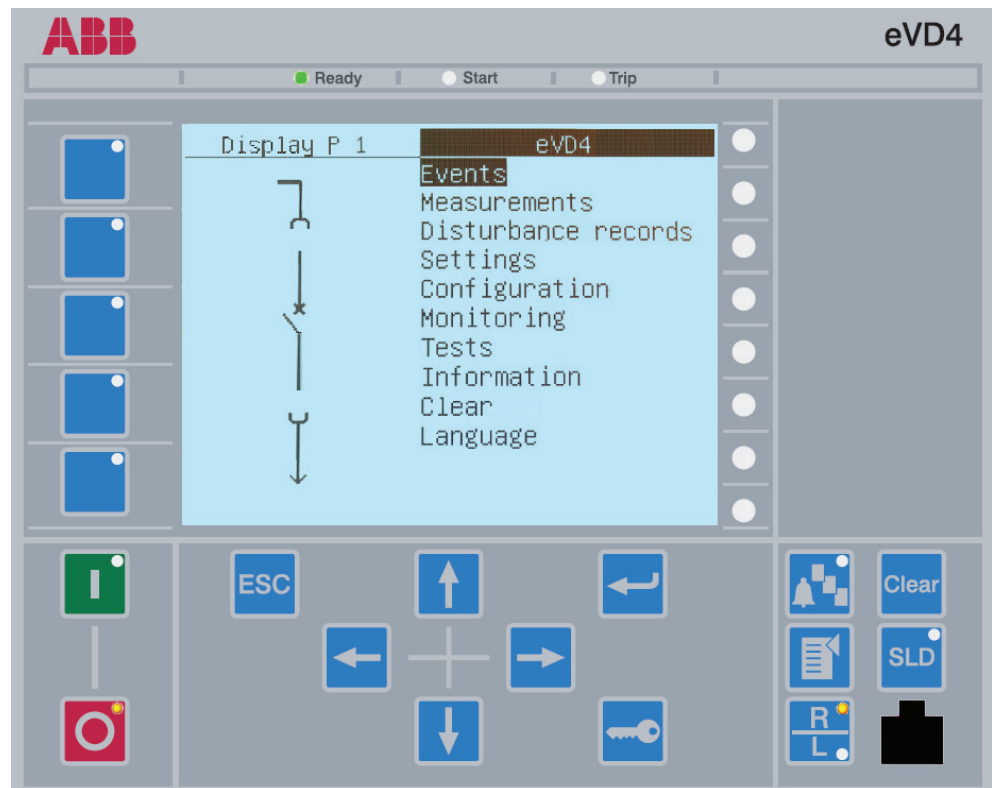 ABB
eVD4
Ready
Start
Trip
Display P 1
eVD4
Events
Measurements
Disturbance records
Settings
Configuration
Monitoring
Tests
Information
Clear
Language
I
ESC
Clear
SLD
O
R
L